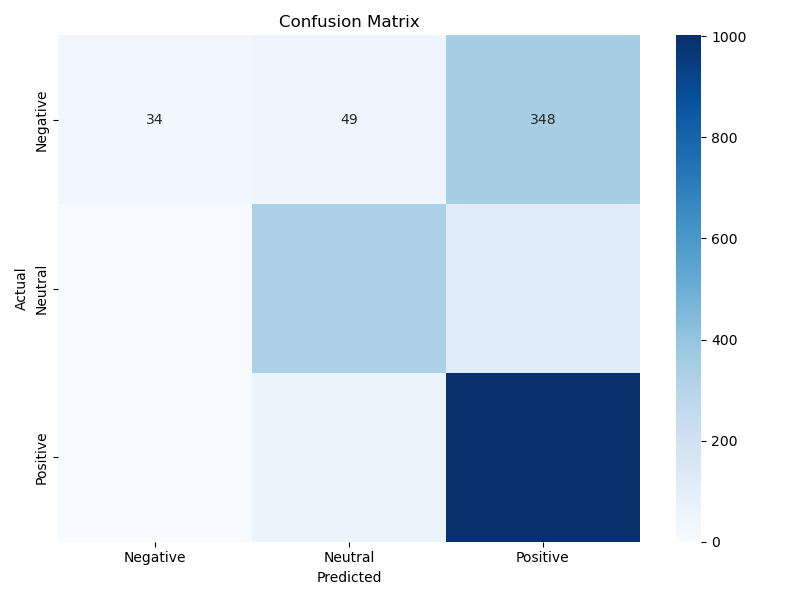 Confusion Matrix
Negative 34 49 348
Neutral
Positive
Actual
Negative Neutral Positive
Predicted
1000
800
600
400
200
0